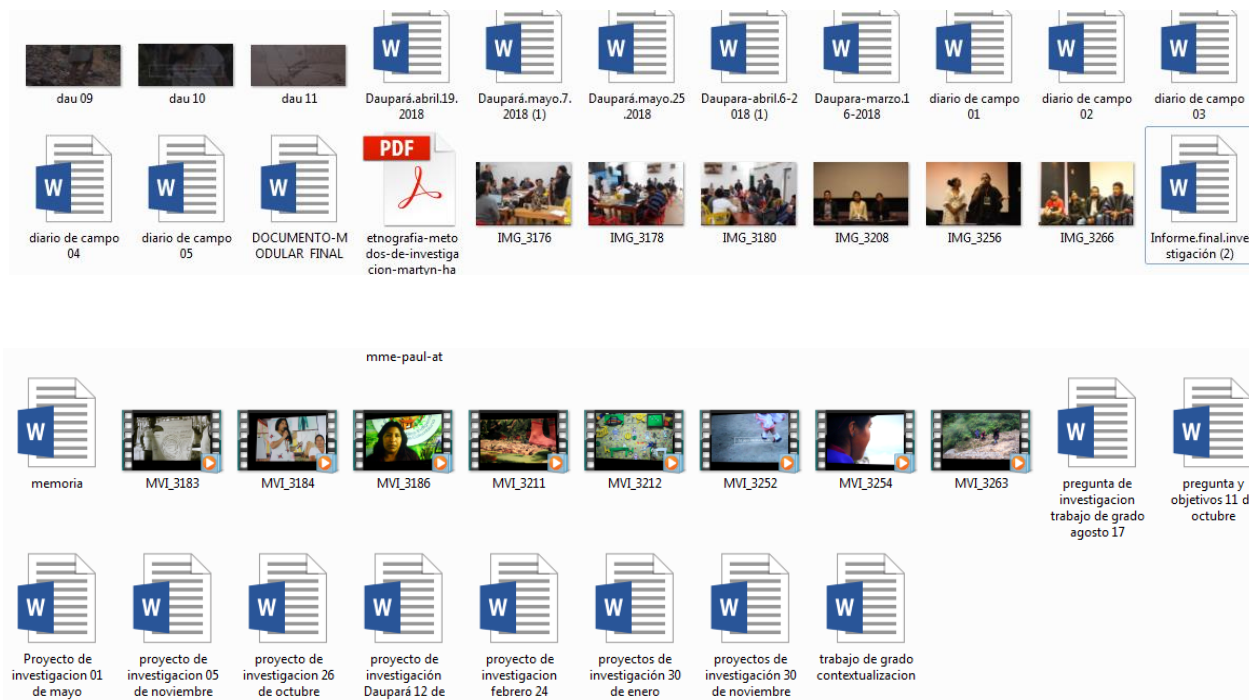 dau 09
dau 10
dau 11
W
Daupará.abril.19.
2018
W
Daupará.mayo.7.
2018 (1)
W
Daupará.mayo.25
.2018
W
Daupara-abril.6-2
018 (1)
W
Daupara-marzo.1
6-2018
W
diario de campo
01
W
diario de campo
02
W
diario de campo
03
W
diario de campo
04
W
diario de campo
05
W
DOCUMENTO-M
ODULAR FINAL
PDF
etnografia-meto
dos-de-investiga
cion-martyn-ha
IMG_3176
IMG_3178
IMG_3180
IMG_3208
IMG_3256
IMG_3266
W
Informe.final.inve
stigación (2)
mme-paul-at
W
memoria
MVI_3183
MVI_3184
MVI_3186
MVI_3211
MVI_3212
MVI_3252
MVI_3254
MVI_3263
W
pregunta de
investigacion
trabajo de grado
agosto 17
W
pregunta y
objetivos 11 d
octubre
W
Proyecto de
investigacion 01
de mayo
W
proyecto de
investigacion 05
de noviembre
W
proyecto de
investigacion 26
de octubre
W
proyecto de
investigación
Daupará 12 de
W
proyecto de
investigacion
febrero 24
W
proyectos de
investigación 30
de enero
W
proyectos de
investigación 30
de noviembre
W
trabajo de grado
contextualizacion